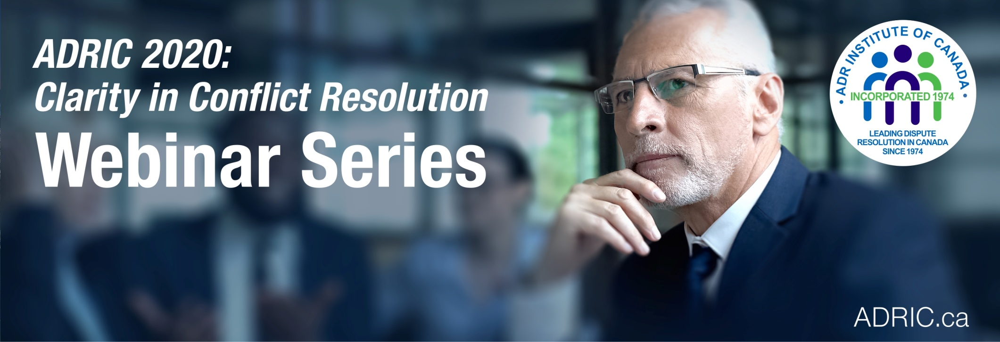 ADRIC 2020:
Clarity in Conflict Resolution
Webinar Series
• ADR INSTITUTE OF CANADA •
INCORPORATED 1974
LEADING DISPUTE
RESOLUTION IN CANADA
SINCE 1974
ADRIC.ca